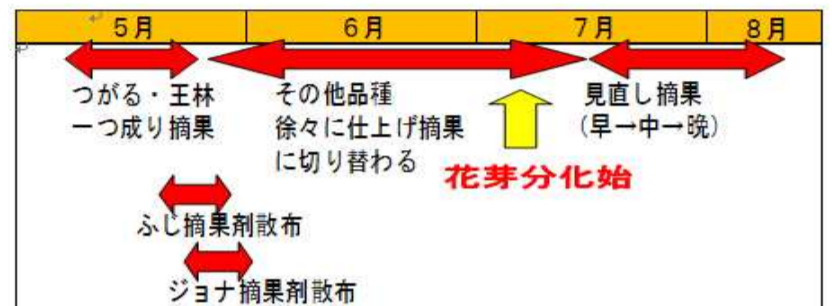 5月 6月 7月 8月
つがる・王林
一つ成り摘果
その他品種
徐々に仕上げ摘果
に切り替わる
見直し摘果
(早→中→晩)
花芽分化始
ふじ摘果剤散布
ジョナ摘果剤散布